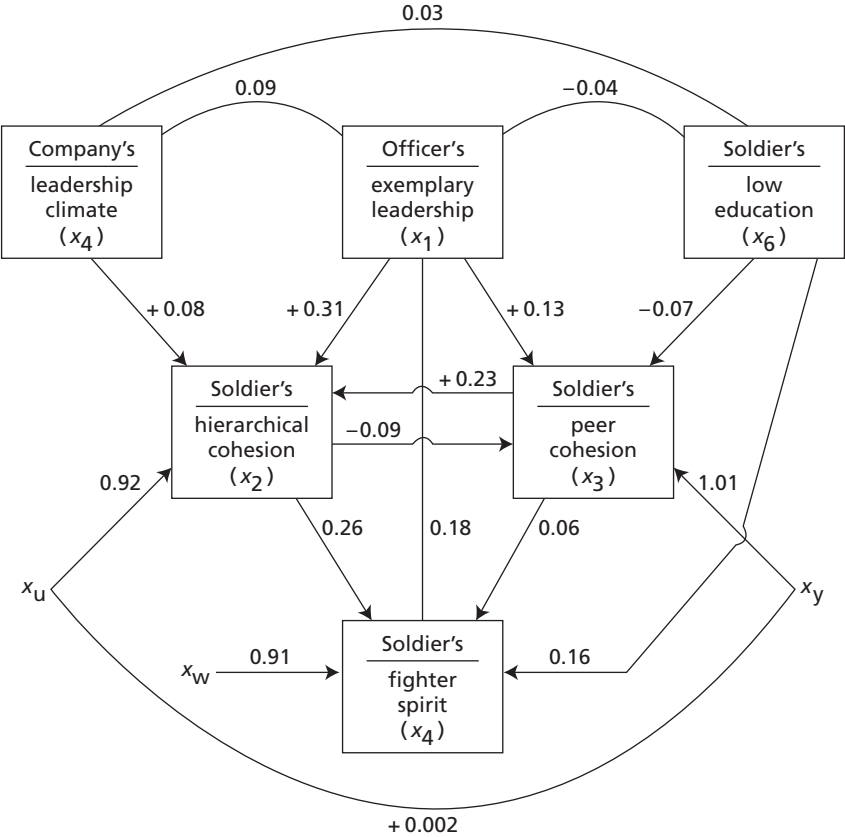 0.03
0.09
−0.04
Company's
leadership
climate
(x4)
Officer's
exemplary
leadership
(x1)
Soldier's
low
education
(x6)
+ 0.08
+ 0.31
+ 0.13
−0.07
Soldier's
hierarchical
cohesion
(x2)
+ 0.23
−0.09
Soldier's
peer
cohesion
(x3)
0.92
1.01
0.26
0.18
0.06
xu
xy
Soldier's
fighter
spirit
(x4)
xw
0.91
0.16
+ 0.002